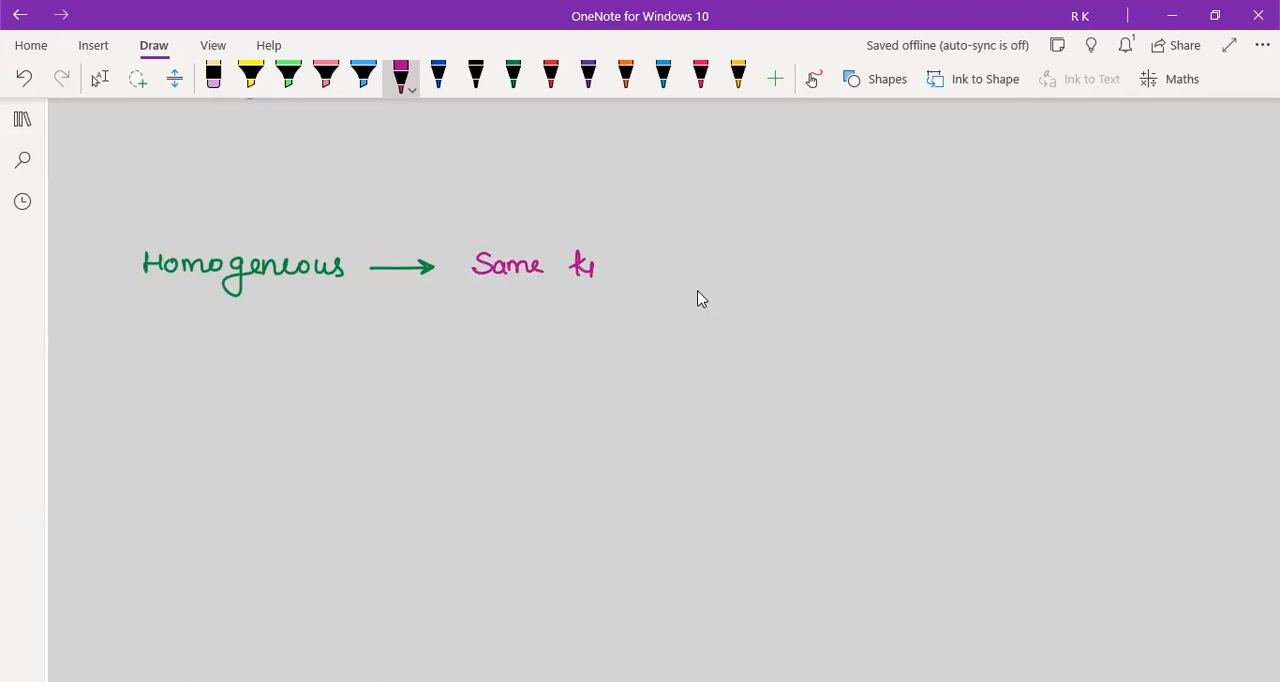 OneNote for Windows 10
R K
Home Insert Draw View Help
Saved offline (auto-sync is off) 1 Share
Shapes Ink to Shape Ink to Text Maths
Homogeneous → Same